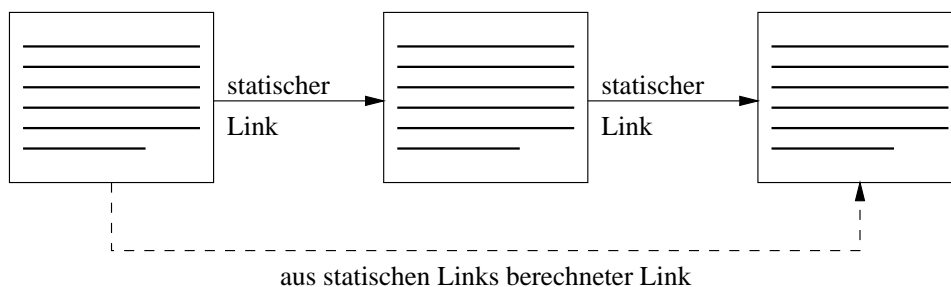 statischer
Link
statischer
Link
aus statischen Links berechneter Link